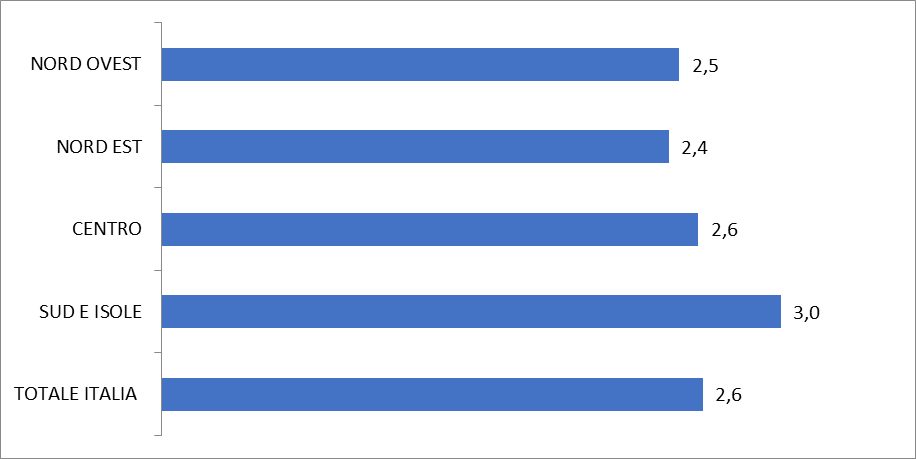 NORD OVEST 2,5
NORD EST 2,4
CENTRO 2,6
SUD E ISOLE 3,0
TOTALE ITALIA 2,6